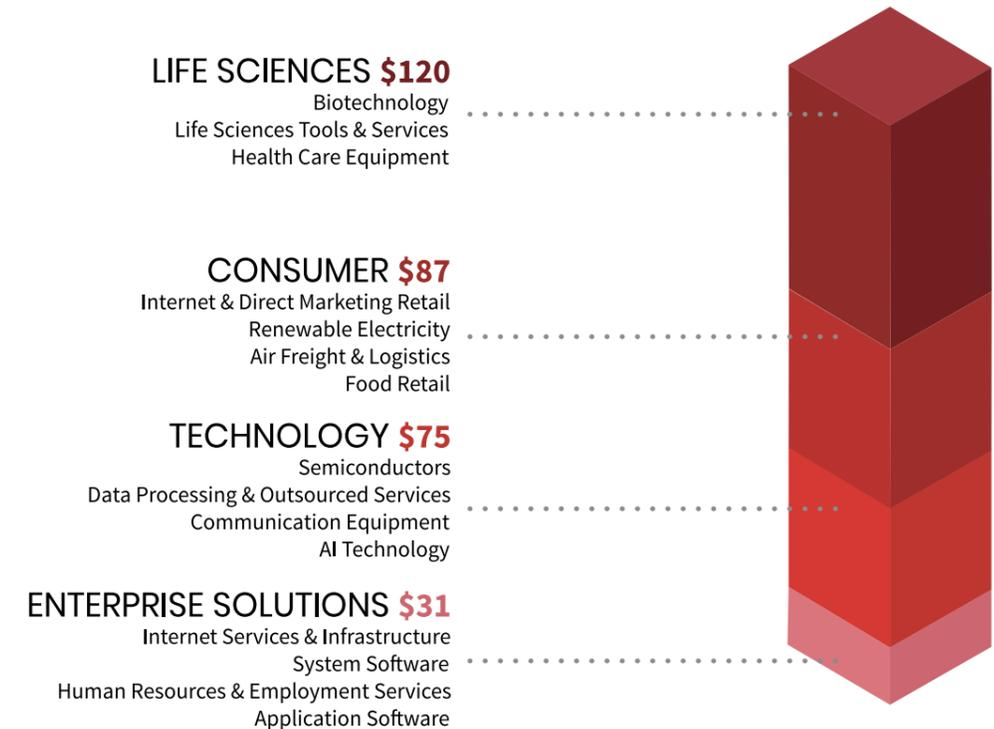 LIFE SCIENCES $120
Biotechnology
Life Sciences Tools & Services
Health Care Equipment
CONSUMER $87
Internet & Direct Marketing Retail
Renewable Electricity
Air Freight & Logistics
Food Retail
TECHNOLOGY $75
Semiconductors
Data Processing & Outsourced Services
Communication Equipment
AI Technology
ENTERPRISE SOLUTIONS $31
Internet Services & Infrastructure
System Software
Human Resources & Employment Services
Application Software